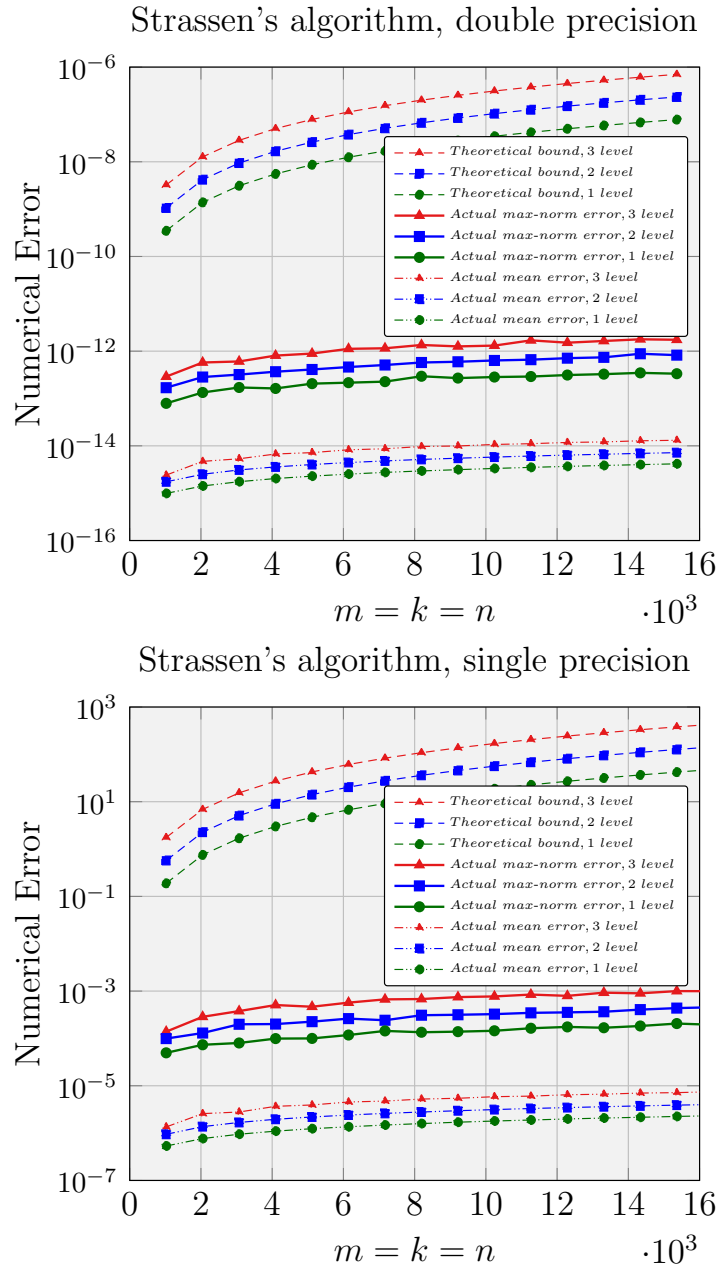 Strassen's algorithm, double precision
10^−6
10^−8
10^−10
10^−12
10^−14
10^−16
Numerical Error
Theoretical bound, 3 level
Theoretical bound, 2 level
Theoretical bound, 1 level
Actual max-norm error, 3 level
Actual max-norm error, 2 level
Actual max-norm error, 1 level
Actual mean error, 3 level
Actual mean error, 2 level
Actual mean error, 1 level
0 2 4 6 8 10 12 14 16
m = k = n ·10^3
Strassen's algorithm, single precision
10^3
10^1
10^−1
10^−3
10^−5
10^−7
Numerical Error
Theoretical bound, 3 level
Theoretical bound, 2 level
Theoretical bound, 1 level
Actual max-norm error, 3 level
Actual max-norm error, 2 level
Actual max-norm error, 1 level
Actual mean error, 3 level
Actual mean error, 2 level
Actual mean error, 1 level
0 2 4 6 8 10 12 14 16
m = k = n ·10^3